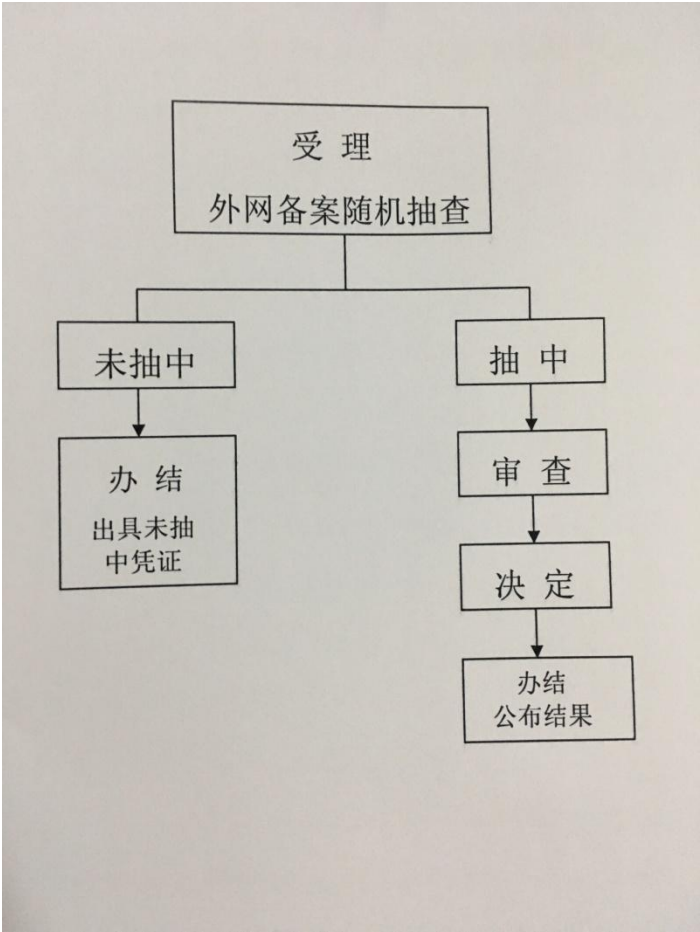 受理
外网备案随机抽查
未抽中
抽中
办结
出具未抽
中凭证
审查
决定
办结
公布结果